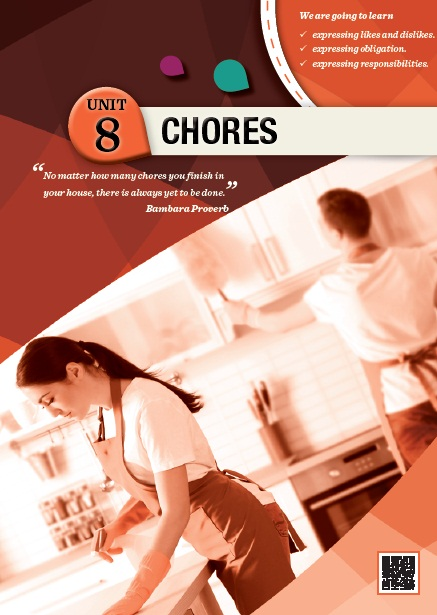 We are going to learn
✓ expressing likes and dislikes.
✓ expressing obligation.
✓ expressing responsibilities.
UNIT
8
CHORES
“No matter how many chores you finish in
your house, there is always yet to be done.”
Bambara Proverb